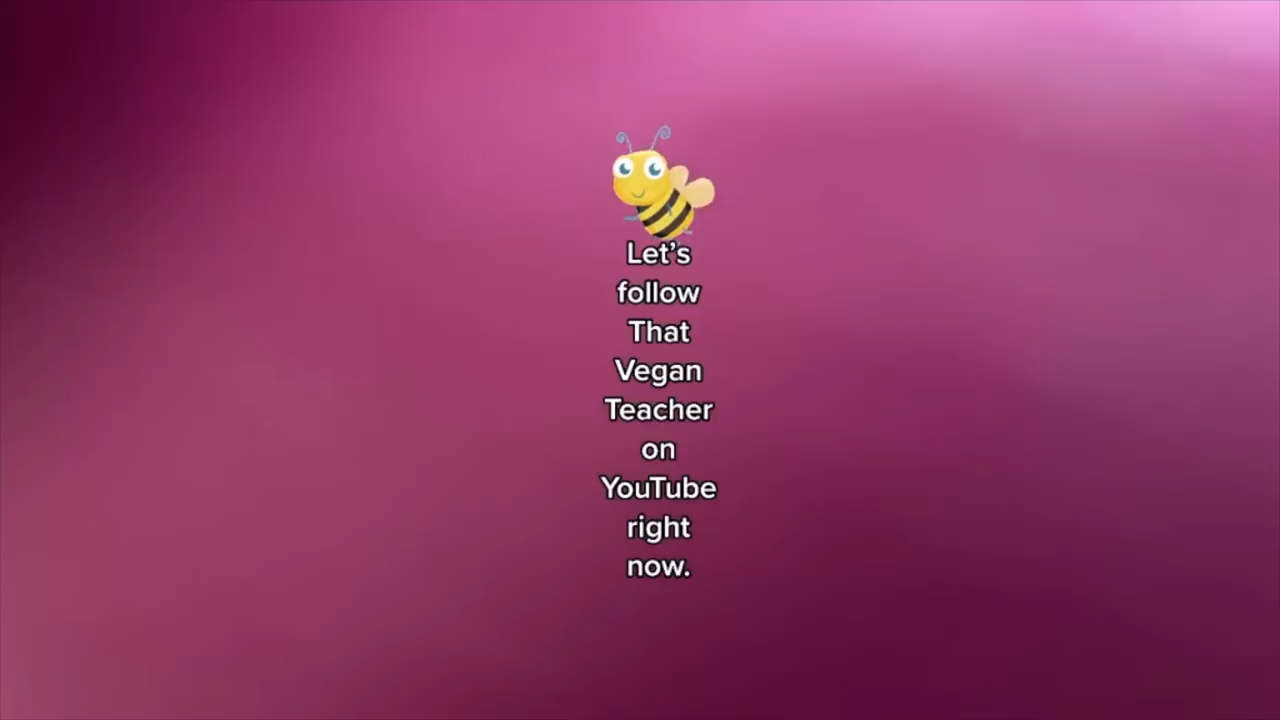 Let’s
follow
That
Vegan
Teacher
on
YouTube
right
now.